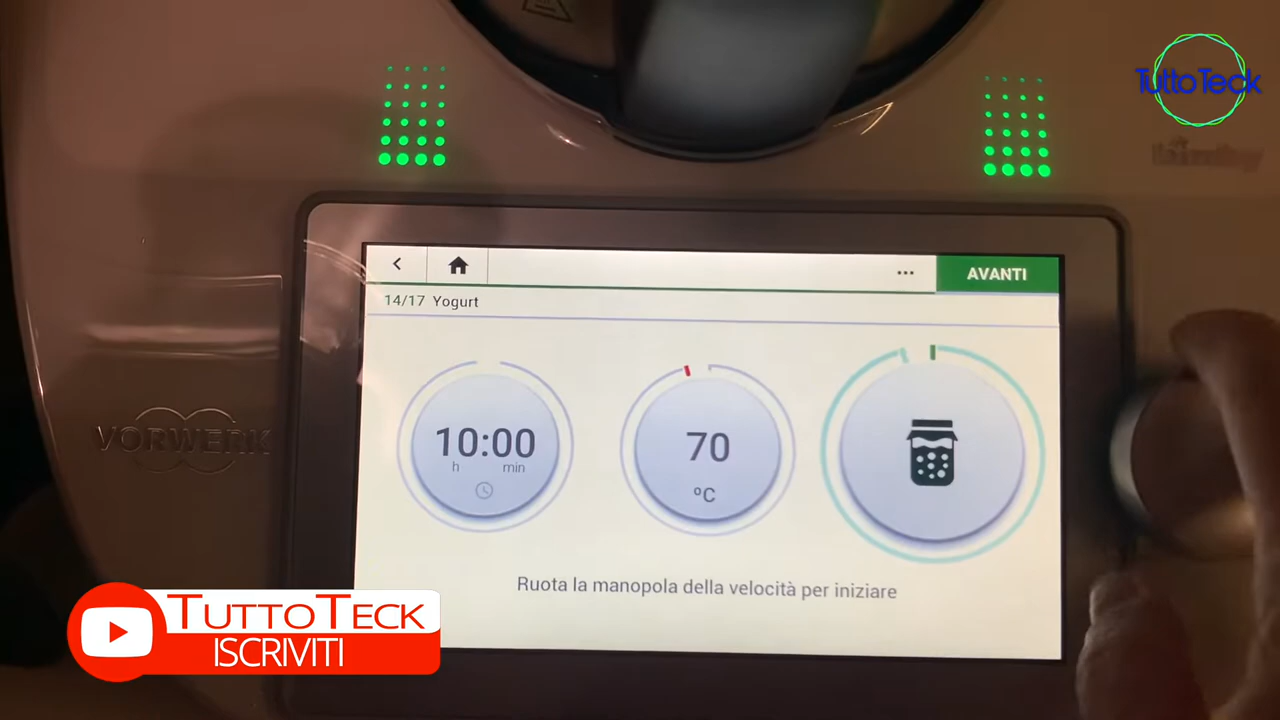 TuttoTeck
AVANTI
14/17 Yogurt
10:00
h min
70
°C
VORWERK
Ruota la manopola della velocità per iniziare
TUTTOTECK
ISCRIVITI